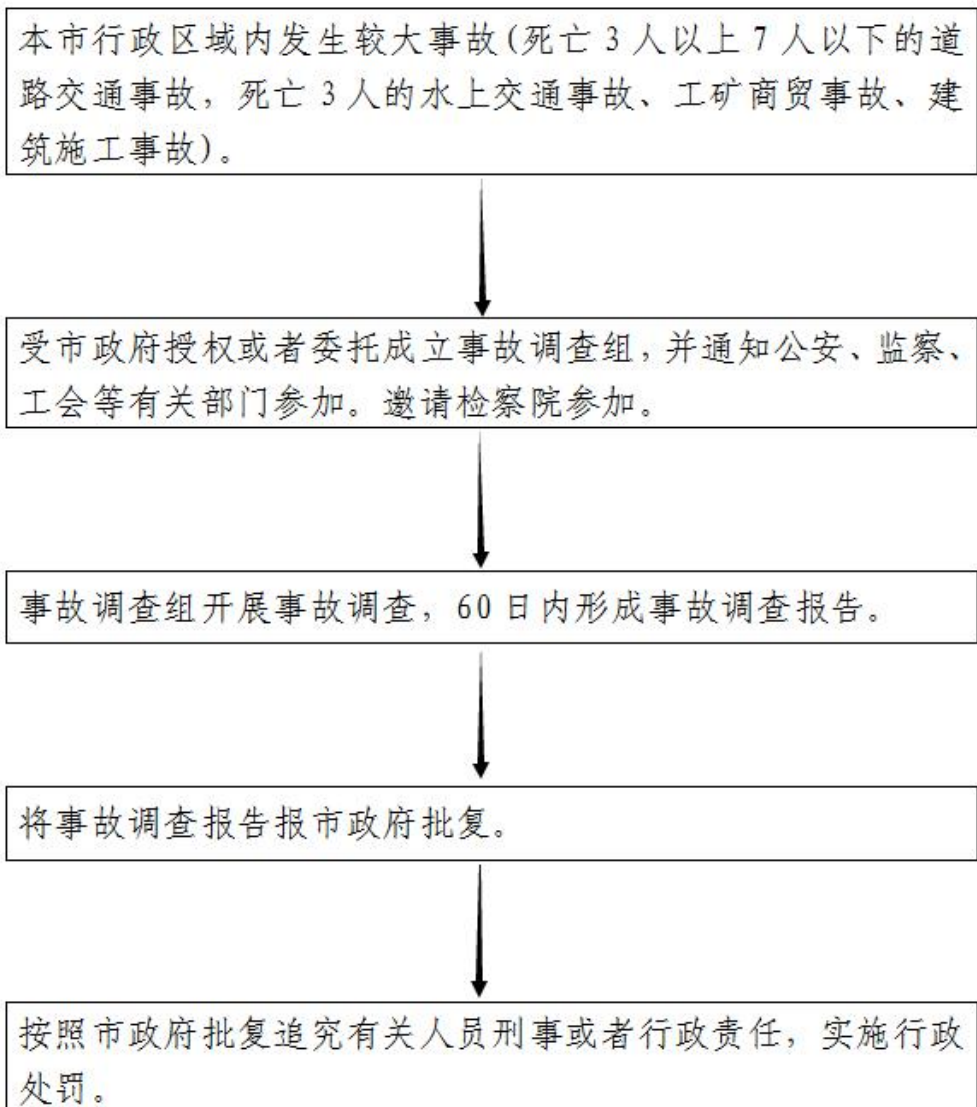 本市行政区域内发生较大事故(死亡 3 人以上 7 人以下的道
路交通事故，死亡 3 人的水上交通事故、工矿商贸事故、建
筑施工事故)。
受市政府授权或者委托成立事故调查组，并通知公安、监察、
工会等有关部门参加。邀请检察院参加。
事故调查组开展事故调查，60 日内形成事故调查报告。
将事故调查报告报市政府批复。
按照市政府批复追究有关人员刑事或者行政责任，实施行政
处罚。